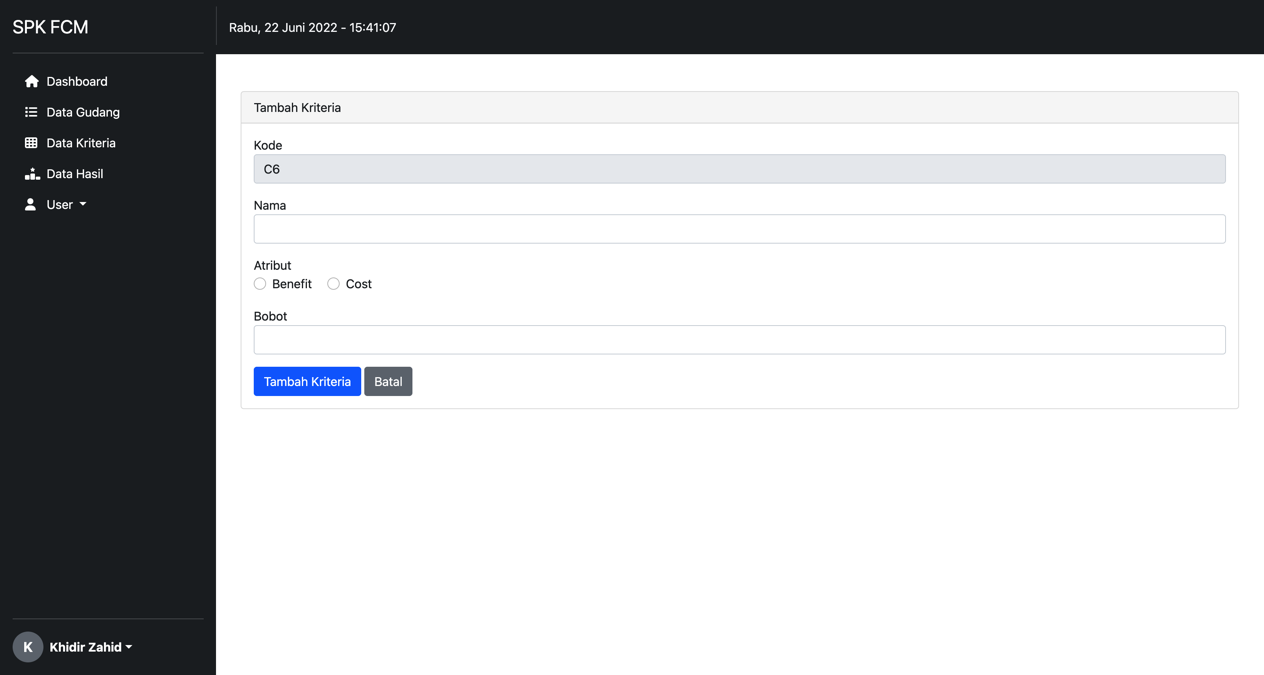 SPK FCM
Rabu, 22 Juni 2022 - 15:41:07
Dashboard
Data Gudang
Data Kriteria
Data Hasil
User
Tambah Kriteria
Kode
C6
Nama
Atribut
Benefit Cost
Bobot
Tambah Kriteria Batal
K Khidir Zahid